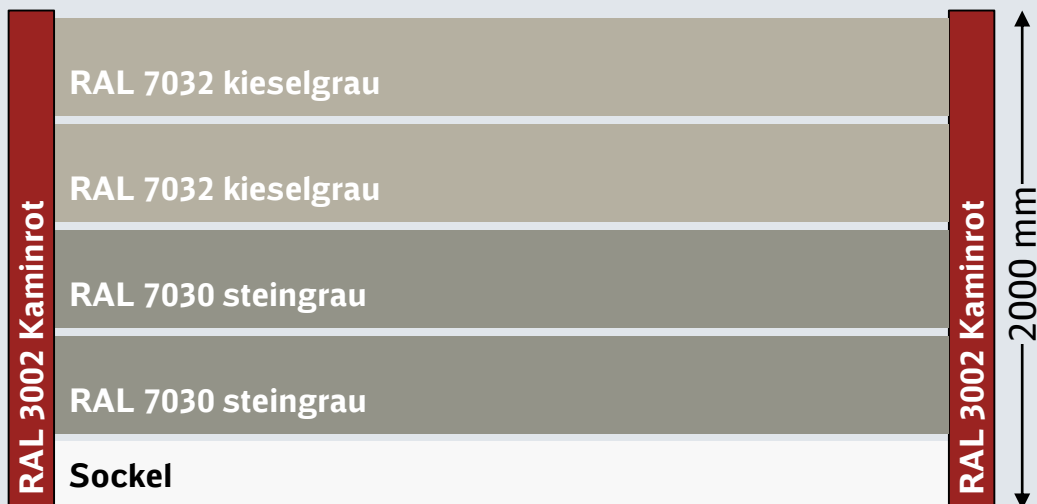 RAL 3002 Kaminrot
RAL 7032 kieselgrau
RAL 7032 kieselgrau
RAL 7030 steingrau
RAL 7030 steingrau
Sockel
RAL 3002 Kaminrot
2000 mm